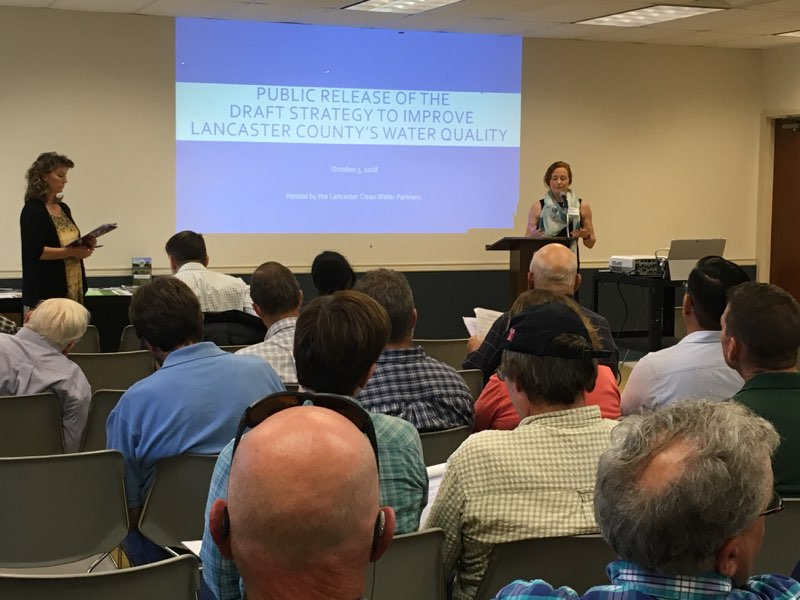 PUBLIC RELEASE OF THE
DRAFT STRATEGY TO IMPROVE
LANCASTER COUNTY'S WATER QUALITY
October 3, 2018
Hosted by the Lancaster Clean Water Partners